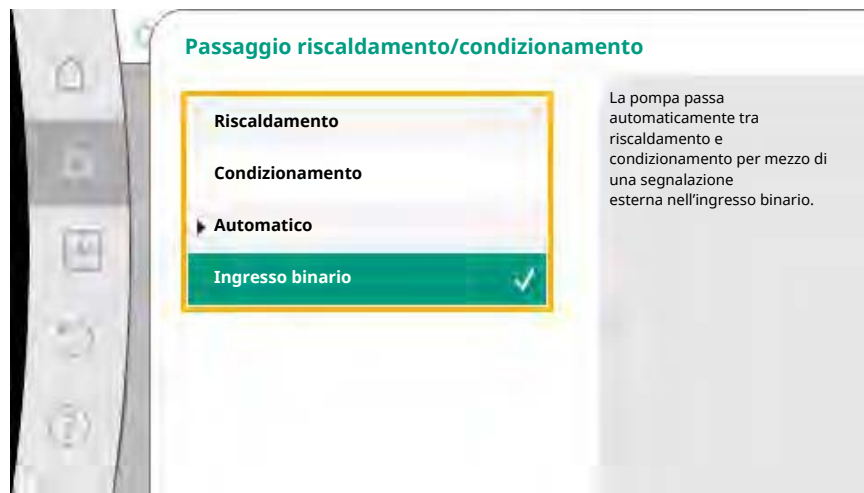 Passaggio riscaldamento/condizionamento
Riscaldamento
Condizionamento
Automatico
Ingresso binario
La pompa passa
automaticamente tra
riscaldamento e
condizionamento per mezzo di
una segnalazione
esterna nell'ingresso binario.